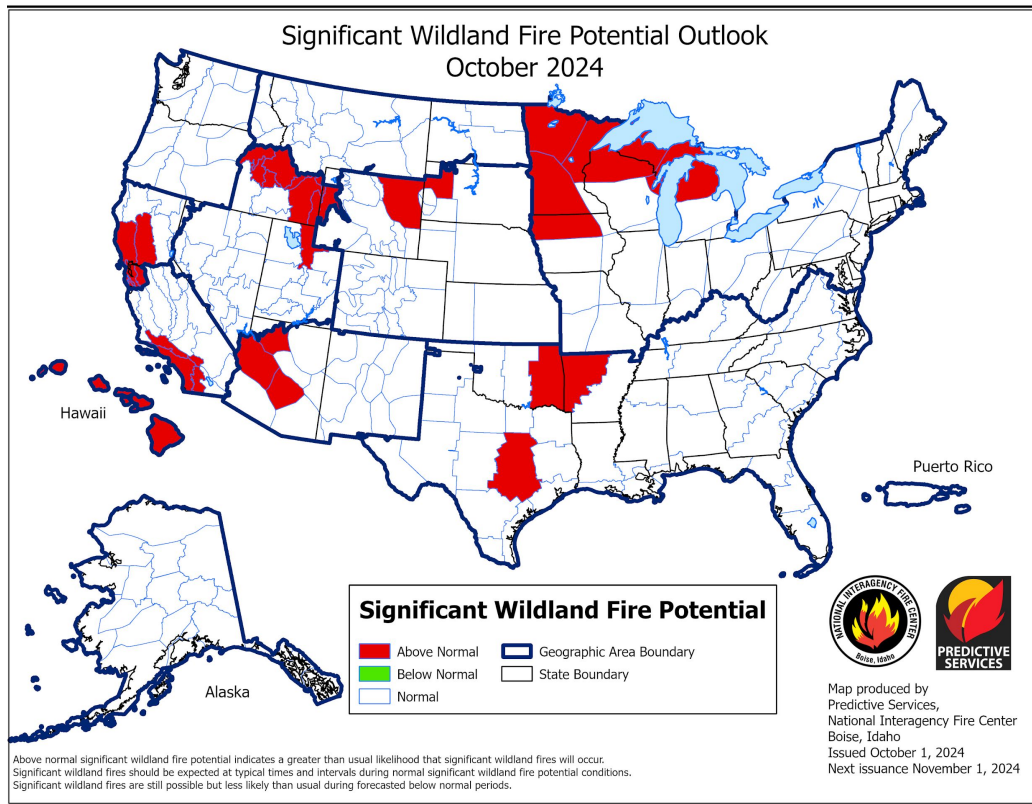 Significant Wildland Fire Potential Outlook
October 2024
Hawaii
Puerto Rico
Alaska
Significant Wildland Fire Potential
Above Normal
Below Normal
Normal
Geographic Area Boundary
State Boundary
NATIONAL INTERAGENCY FIRE CENTER
Boise, Idaho
PREDICTIVE
SERVICES
Map produced by
Predictive Services,
National Interagency Fire Center
Boise, Idaho
Issued October 1, 2024
Next issuance November 1, 2024
Above normal significant wildland fire potential indicates a greater than usual likelihood that significant wildland fires will occur.
Significant wildland fires should be expected at typical times and intervals during normal significant wildland fire potential conditions.
Significant wildland fires are still possible but less likely than usual during forecasted below normal periods.